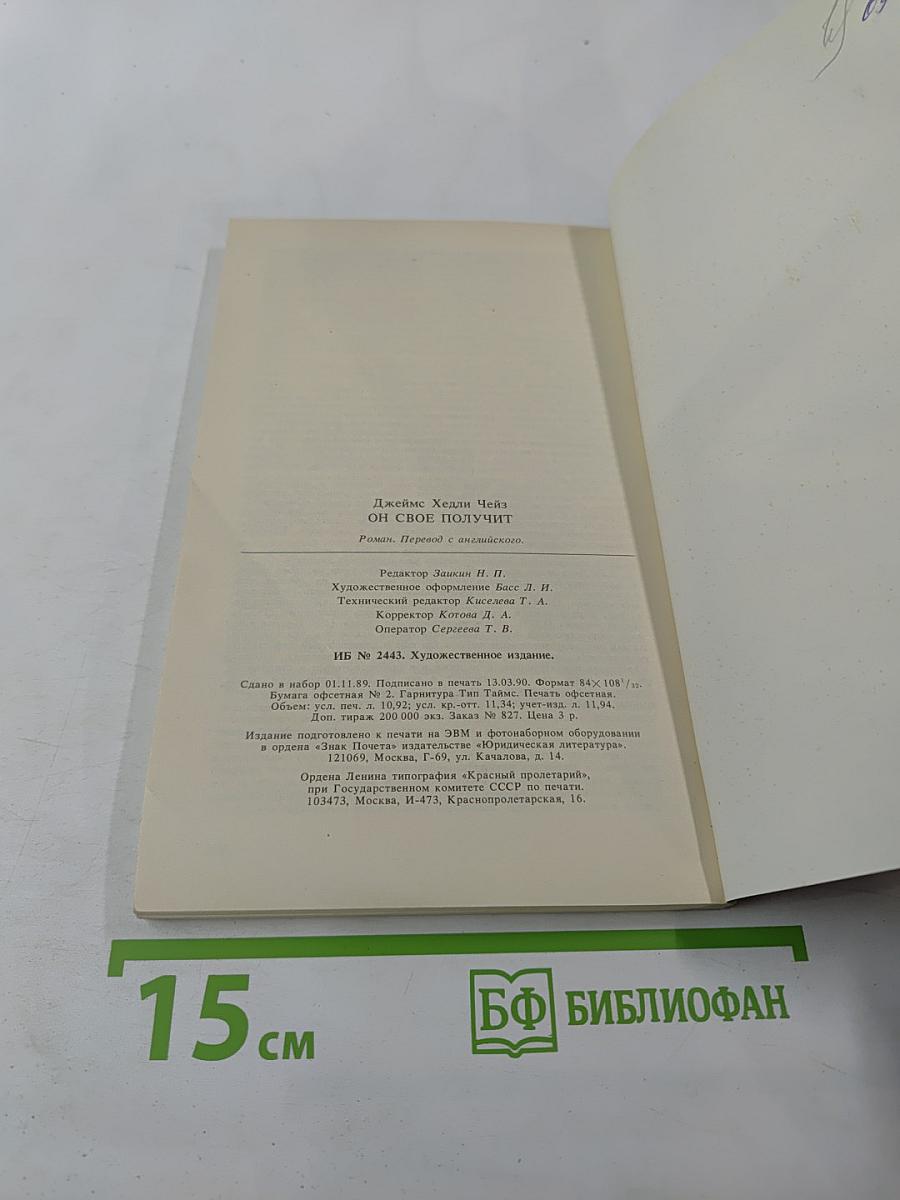 Джеймс Хедли Чейз
ОН СВОЕ ПОЛУЧИТ
Роман. Перевод с английского.
Редактор Заикин Н. П.
Художественное оформление Басс Л. И.
Технический редактор Киселева Т. А.
Корректор Котова Д. А.
Оператор Сергеева Т. В.
ИБ № 2443. Художественное издание.
Сдано в набор 01.11.89. Подписано в печать 13.03.90. Формат 84×108¹/₃₂.
Бумага офсетная № 2. Гарнитура Тип Таймс. Печать офсетная.
Объем: усл. печ. л. 10,92; усл. кр.-отт. 11,34; учет-изд. л. 11,94.
Доп. тираж 200 000 экз. Заказ № 827. Цена 3 р.
Издание подготовлено к печати на ЭВМ и фотонаборном оборудовании
в ордена «Знак Почета» издательстве «Юридическая литература».
121069, Москва, Г-69, ул. Качалова, д. 14.
Ордена Ленина типография «Красный пролетарий»,
при Государственном комитете СССР по печати.
103473, Москва, И-473, Краснопролетарская, 16.
15 см
БФ БИБЛИОФАН